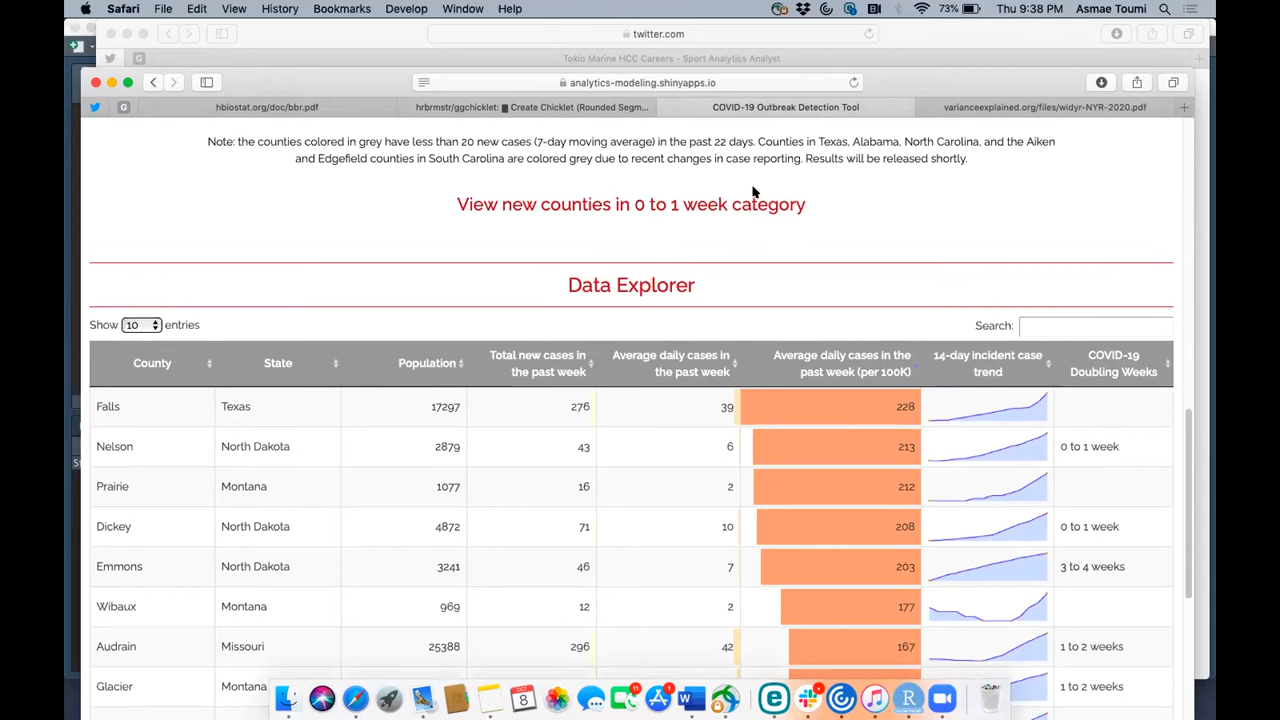 Safari File Edit View History Bookmarks Develop Window Help 73% Thu 9:38 PM Asmae Toumi
twitter.com
Tokio Marine HCC Careers - Sport Analytics Analyst
analytics-modeling.shinyapps.io
hbiostat.org/doc/bbr.pdf hrbrmstr/ggchicklet: Create Chicklet (Rounded Segm... COVID-19 Outbreak Detection Tool varianceexplained.org/files/widyr-NYR-2020.pdf
Note: the counties colored in grey have less than 20 new cases (7-day moving average) in the past 22 days. Counties in Texas, Alabama, North Carolina, and the Aiken
and Edgefield counties in South Carolina are colored grey due to recent changes in case reporting. Results will be released shortly.
View new counties in 0 to 1 week category
Data Explorer
Show 10 entries Search:
County State Population Total new cases in the past week Average daily cases in the past week Average daily cases in the past week (per 100K) 14-day incident case trend COVID-19 Doubling Weeks
Falls Texas 17297 276 39 228
Nelson North Dakota 2879 43 6 213 0 to 1 week
Prairie Montana 1077 16 2 212
Dickey North Dakota 4872 71 10 208 0 to 1 week
Emmons North Dakota 3241 46 7 203 3 to 4 weeks
Wibaux Montana 969 12 2 177
Audrain Missouri 25388 296 42 167 1 to 2 weeks
Glacier Montana 1 to 2 weeks